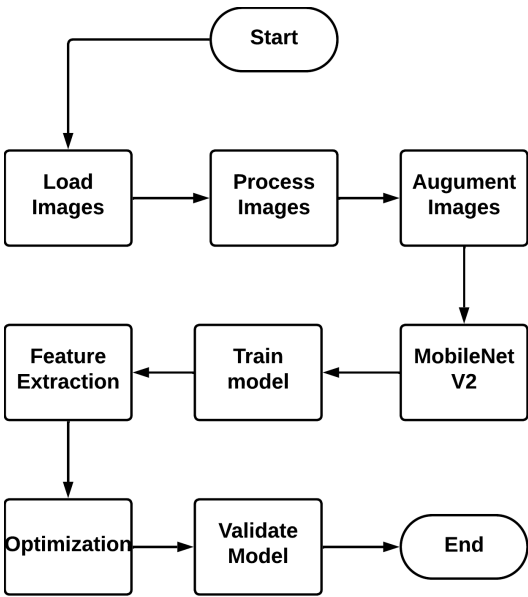 Start
Load
Images
Process
Images
Augument
Images
MobileNet
V2
Train
model
Feature
Extraction
Optimization
Validate
Model
End